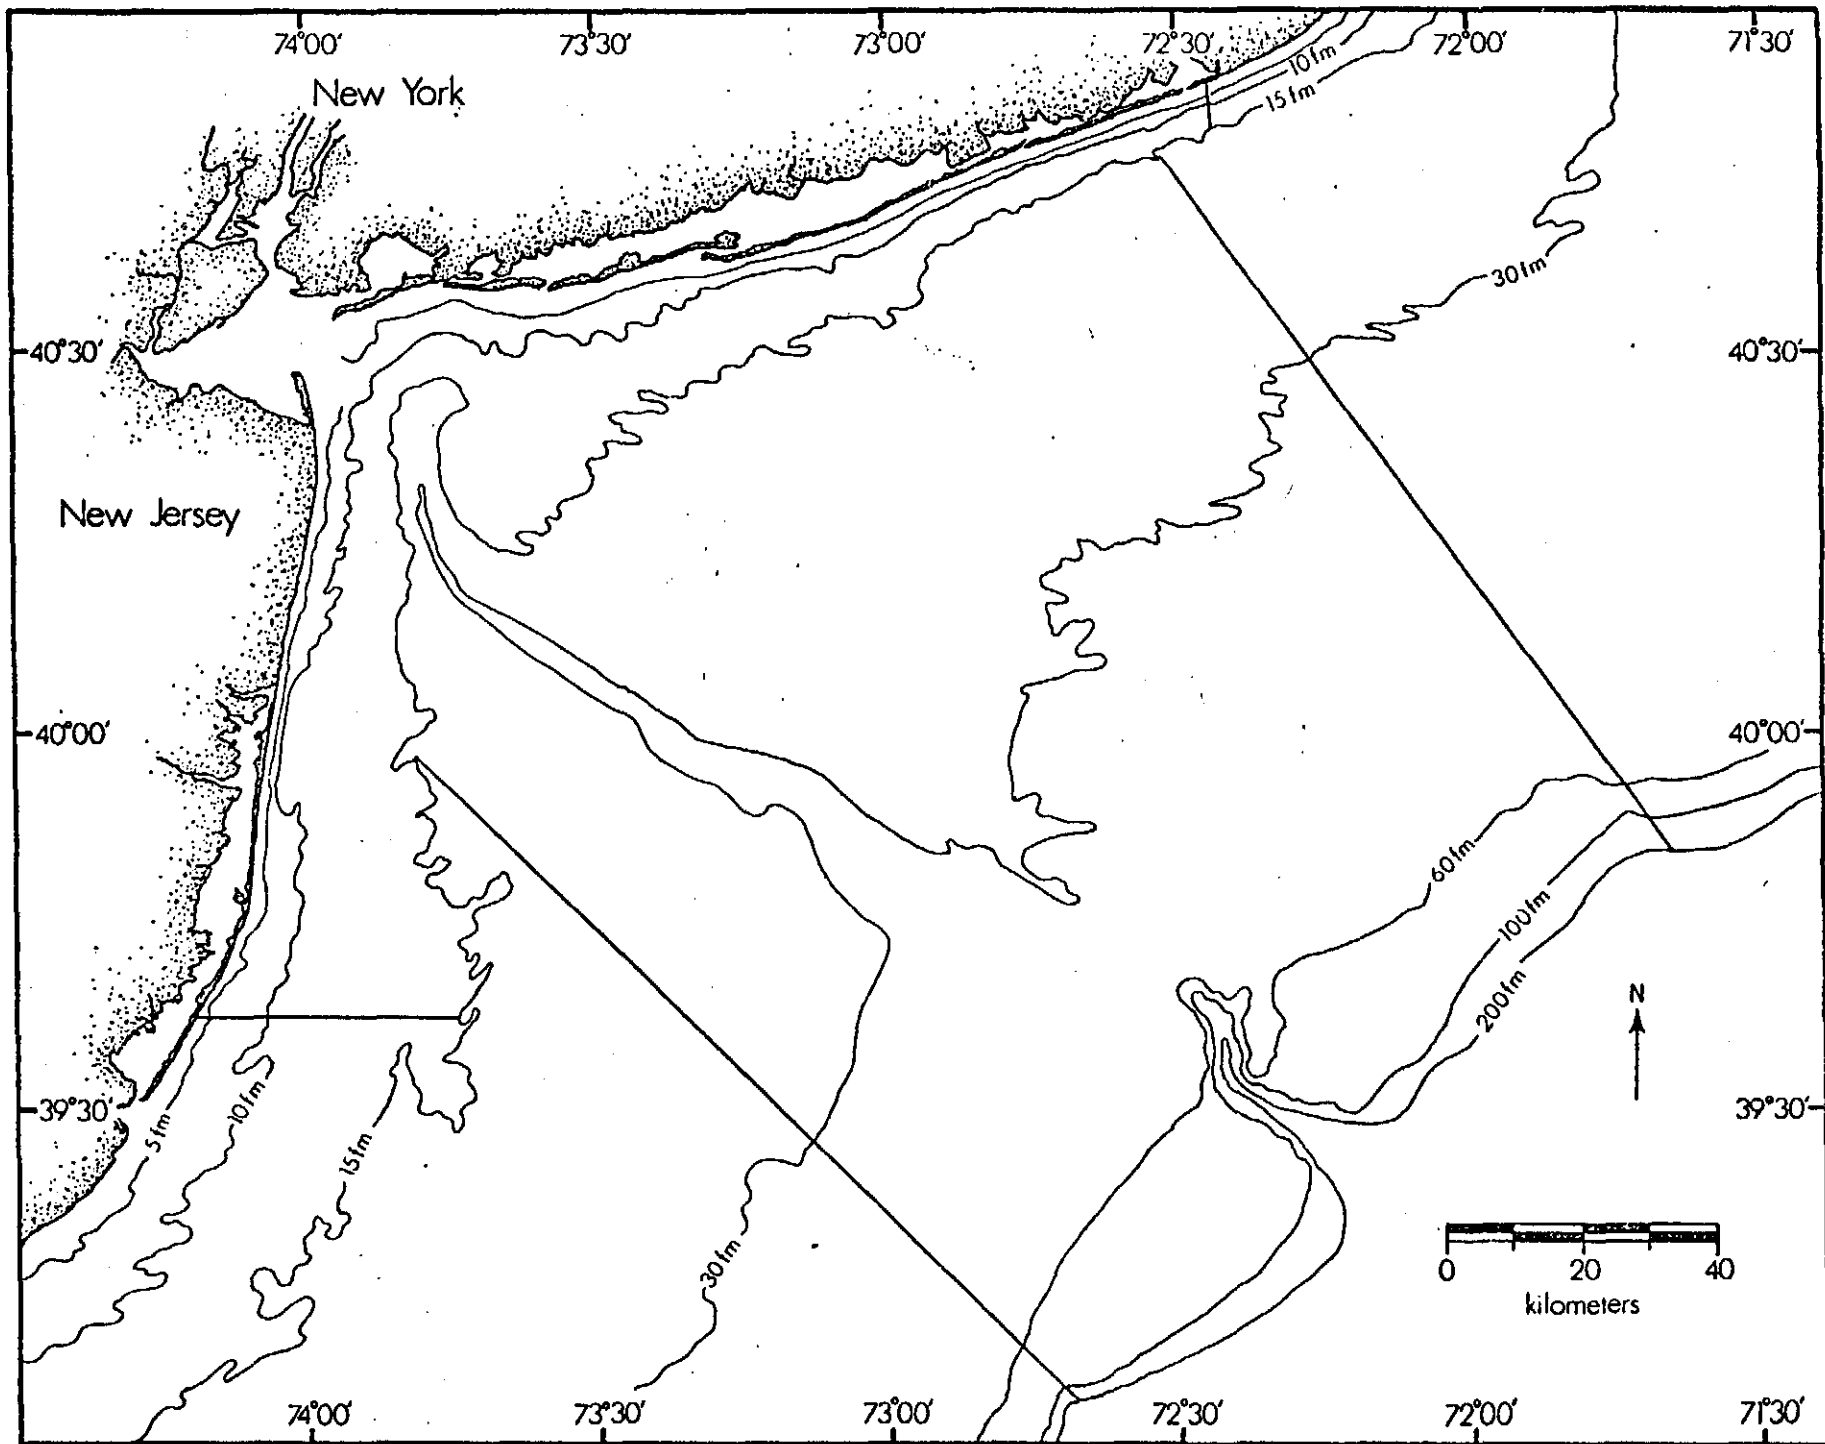 74°00' 73°30' 73°00' 72°30' 72°00' 71°30'
New York
10fm
15fm
30fm
40°30' 40°30'
New Jersey
40°00' 40°00'
60fm
100fm
200fm
N
39°30' 39°30'
5fm
10fm
15fm
30fm
0 20 40
kilometers
74°00' 73°30' 73°00' 72°30' 72°00' 71°30'